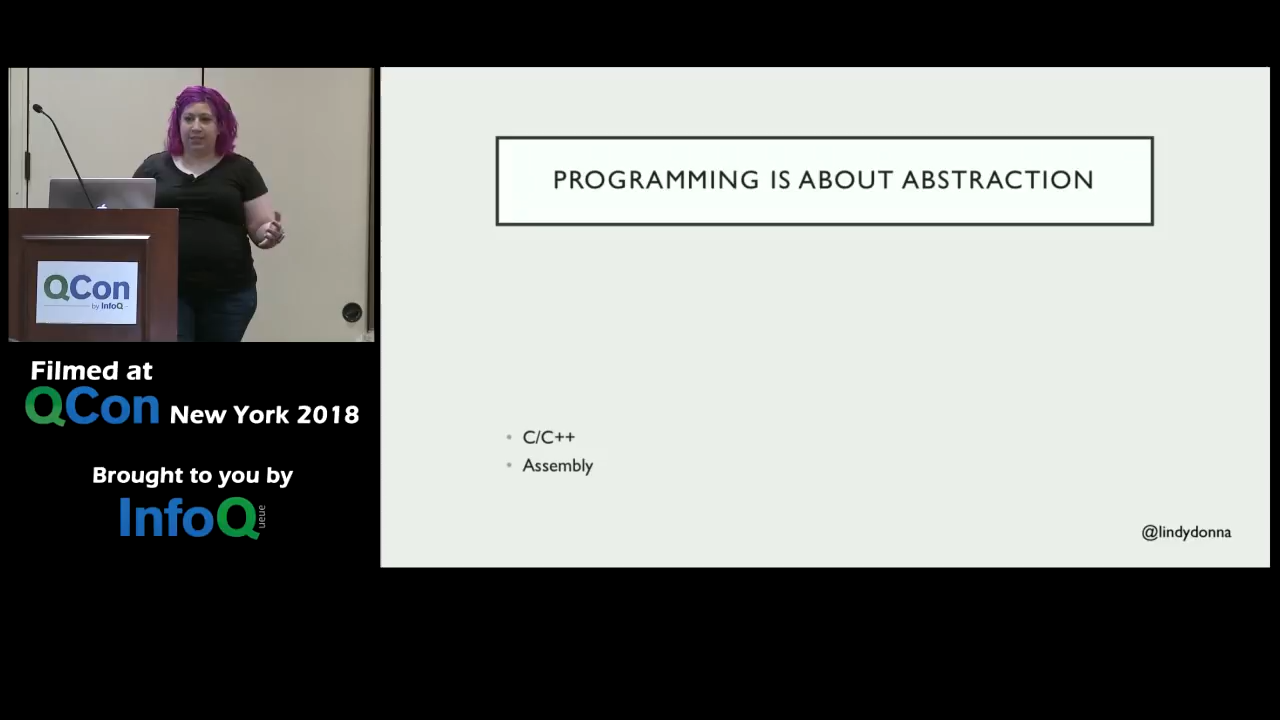 QCon
by InfoQ
Filmed at
QCon New York 2018
Brought to you by
InfoQ
ueue
PROGRAMMING IS ABOUT ABSTRACTION
• C/C++
• Assembly
@lindydonna